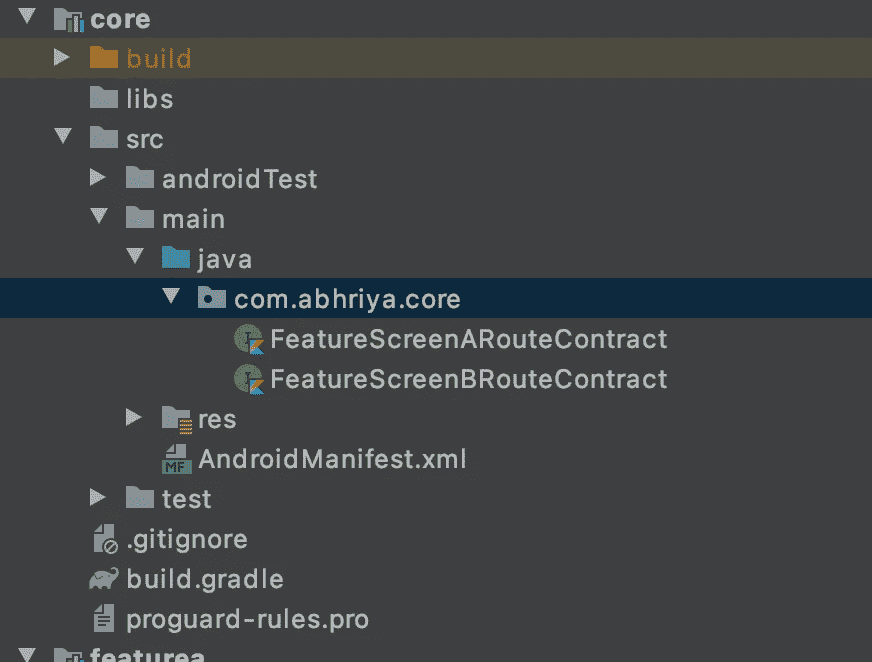 core
build
libs
src
androidTest
main
java
com.abhriya.core
FeatureScreenARouteContract
FeatureScreenBRouteContract
res
MF AndroidManifest.xml
test
.gitignore
build.gradle
proguard-rules.pro
featurea